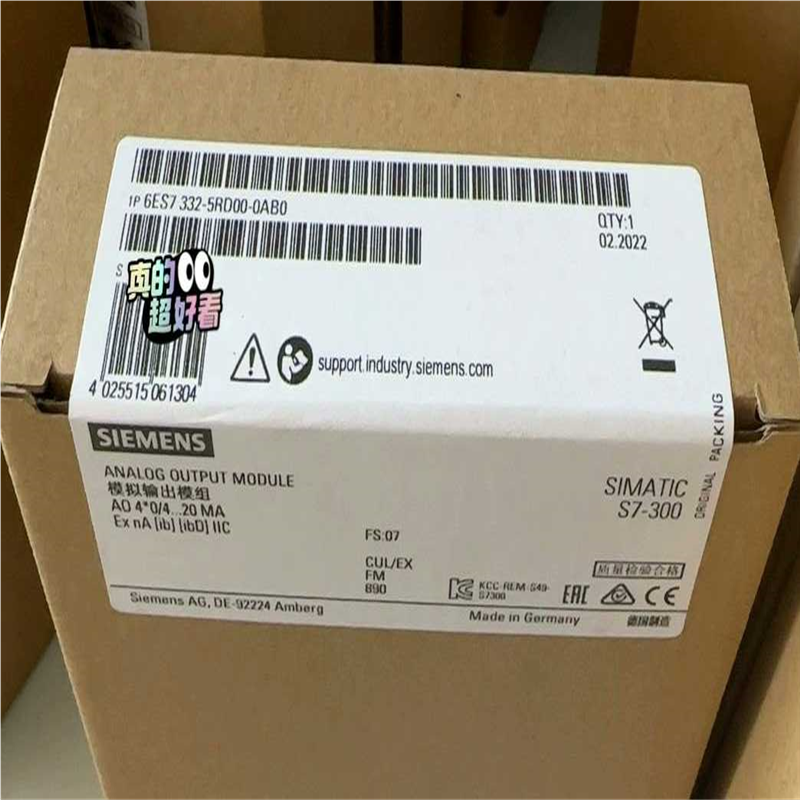 1P 6ES7 332-5RD00-0AB0
QTY:1
02.2022
S
真的
超好看
support.industry.siemens.com
4 025515 061304
SIEMENS
ANALOG OUTPUT MODULE
模拟输出模组
AO 4*0/4...20 MA
Ex nA [ib] [ibD] IIC
FS:07
CUL/EX
FM
890
SIMATIC
S7-300
ORIGINAL PACKING
质量检验合格
KCC-REM-S49-
S7300
EAC
CE
Siemens AG, DE-92224 Amberg
Made in Germany
德国制造